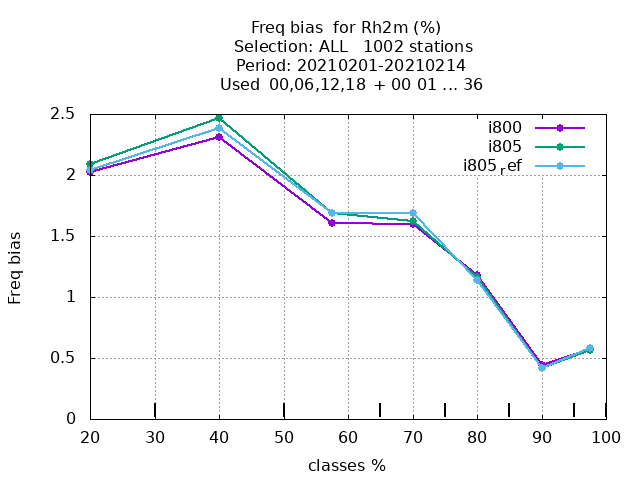 Freq bias  for Rh2m (%)
Selection: ALL   1002 stations
Period: 20210201-20210214
Used  00,06,12,18  + 00 01 ... 36
i800
i805
i805ref
2.5
2
1.5
1
0.5
0
Freq bias
20 30 40 50 60 70 80 90 100
classes %